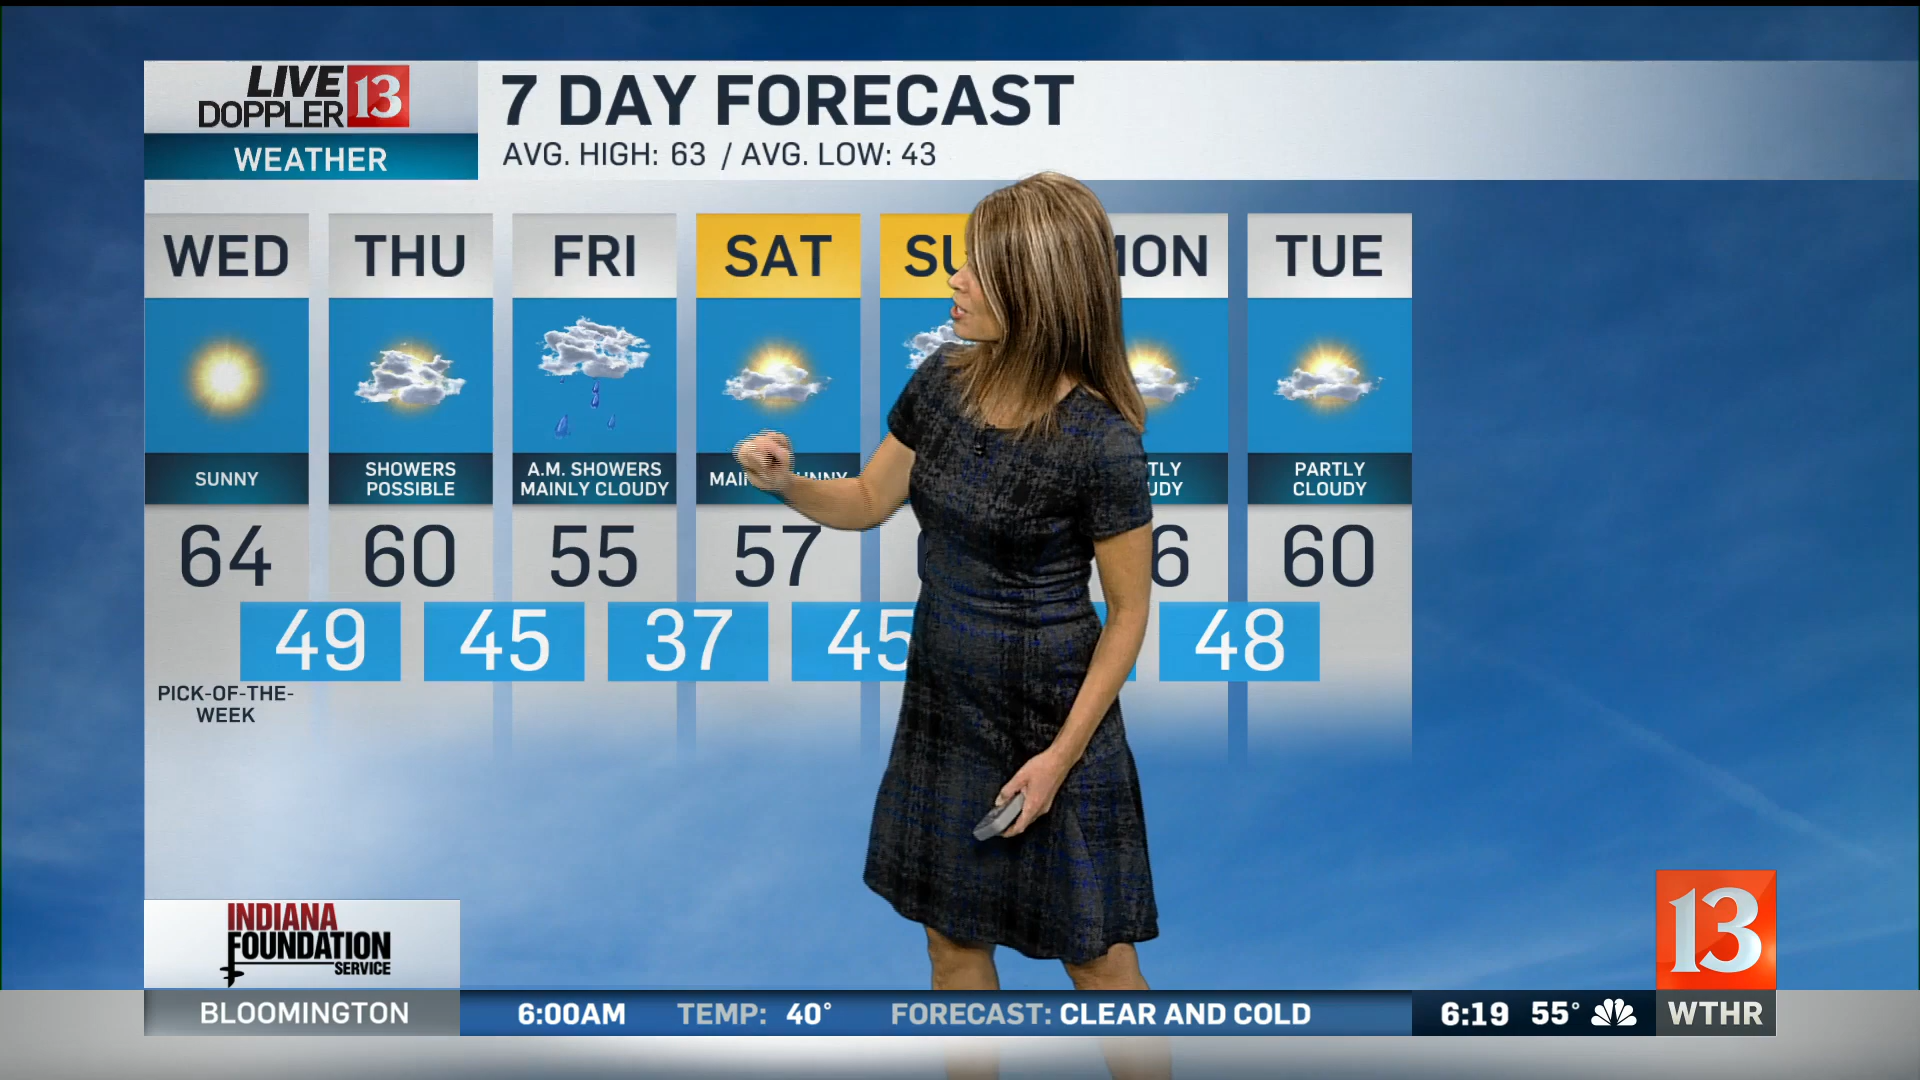 LIVE
DOPPLER 13
WEATHER
7 DAY FORECAST
AVG. HIGH: 63 / AVG. LOW: 43
WED THU FRI SAT TUE
SUNNY
SHOWERS
POSSIBLE
A.M. SHOWERS
MAINLY CLOUDY
PARTLY
CLOUDY
64 60 55 57 60
49 45 37 45 48
PICK-OF-THE-
WEEK
INDIANA
FOUNDATION
SERVICE
13
BLOOMINGTON 6:00AM TEMP: 40° FORECAST: CLEAR AND COLD 6:19 55° WTHR